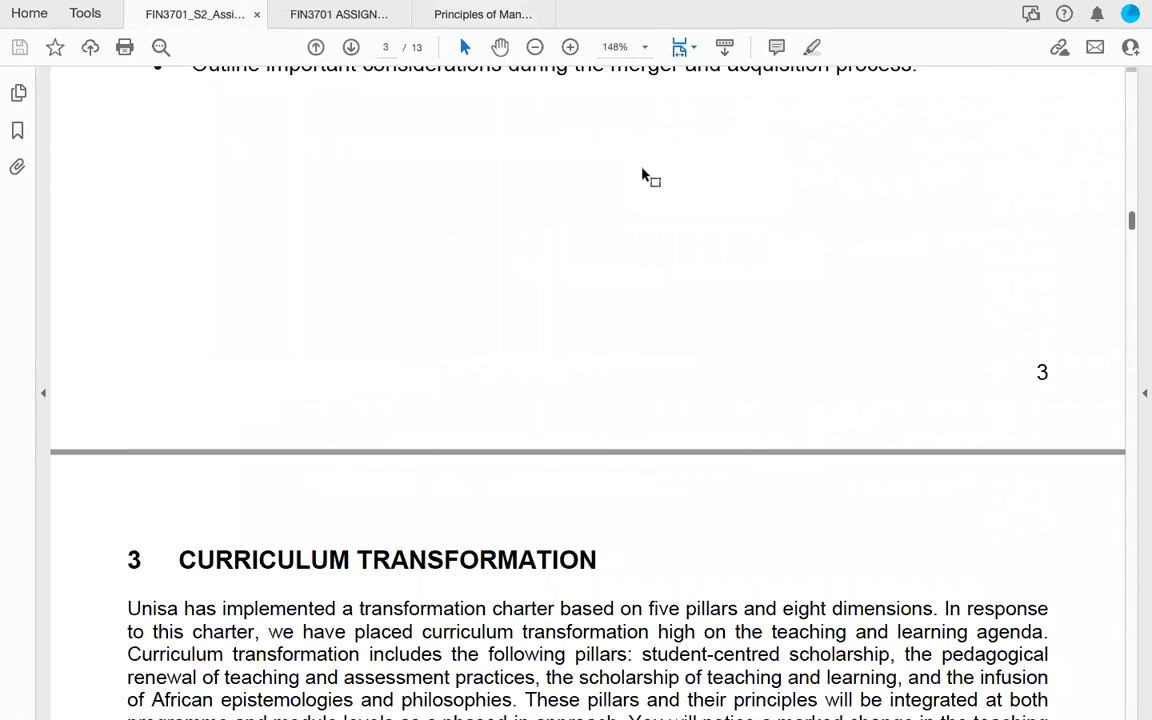 Home Tools FIN3701_S2_Assi... × FIN3701 ASSIGN... Principles of Man...
3 / 13 148%
• Outline important considerations during the merger and acquisition process.
3
3 CURRICULUM TRANSFORMATION
Unisa has implemented a transformation charter based on five pillars and eight dimensions. In response
to this charter, we have placed curriculum transformation high on the teaching and learning agenda.
Curriculum transformation includes the following pillars: student-centred scholarship, the pedagogical
renewal of teaching and assessment practices, the scholarship of teaching and learning, and the infusion
of African epistemologies and philosophies. These pillars and their principles will be integrated at both
programme and module levels as a phased-in approach. You will notice a marked change in the teaching